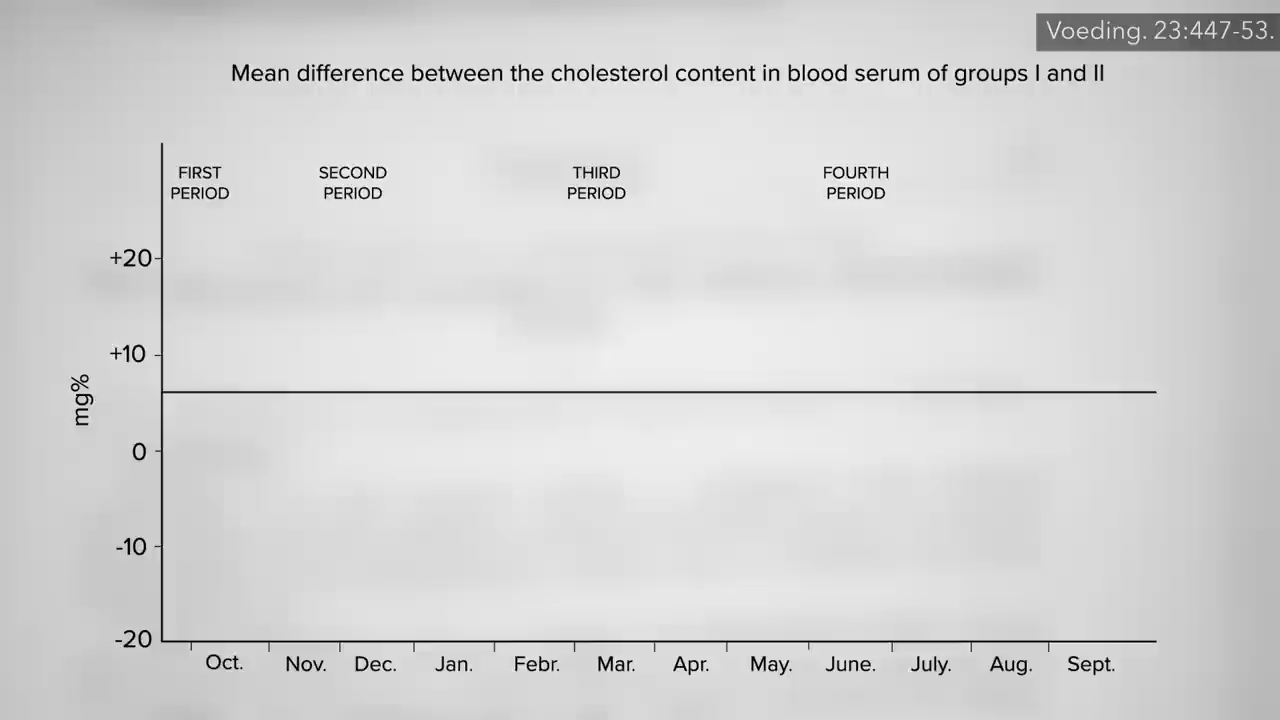 Voeding. 23:447-53.
Mean difference between the cholesterol content in blood serum of groups I and II
FIRST
PERIOD
SECOND
PERIOD
THIRD
PERIOD
FOURTH
PERIOD
+20
+10
mg%
0
-10
-20
Oct. Nov. Dec. Jan. Febr. Mar. Apr. May. June. July. Aug. Sept.